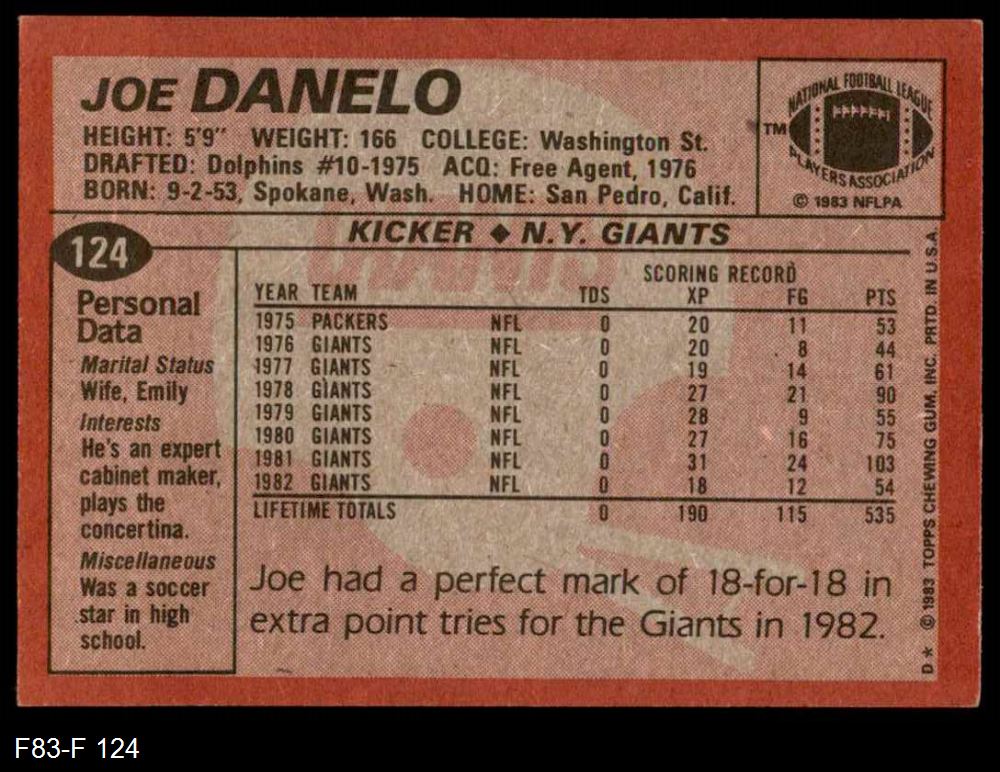 JOE DANELO
HEIGHT: 5'9" WEIGHT: 166 COLLEGE: Washington St.
DRAFTED: Dolphins #10-1975 ACQ: Free Agent, 1976
BORN: 9-2-53, Spokane, Wash. HOME: San Pedro, Calif.
NATIONAL FOOTBALL LEAGUE
TM
PLAYERS ASSOCIATION
© 1983 NFLPA
KICKER ◆ N.Y. GIANTS
124
Personal
Data
Marital Status
Wife, Emily
Interests
He's an expert
cabinet maker,
plays the
concertina.
Miscellaneous
Was a soccer
star in high
school.
SCORING RECORD
YEAR TEAM TDS XP FG PTS
1975 PACKERS NFL 0 20 11 53
1976 GIANTS NFL 0 20 8 44
1977 GIANTS NFL 0 19 14 61
1978 GIANTS NFL 0 27 21 90
1979 GIANTS NFL 0 28 9 55
1980 GIANTS NFL 0 27 16 75
1981 GIANTS NFL 0 31 24 103
1982 GIANTS NFL 0 18 12 54
LIFETIME TOTALS 0 190 115 535
Joe had a perfect mark of 18-for-18 in
extra point tries for the Giants in 1982.
D* © 1983 TOPPS CHEWING GUM, INC. PRTD. IN U.S.A.
F83-F 124